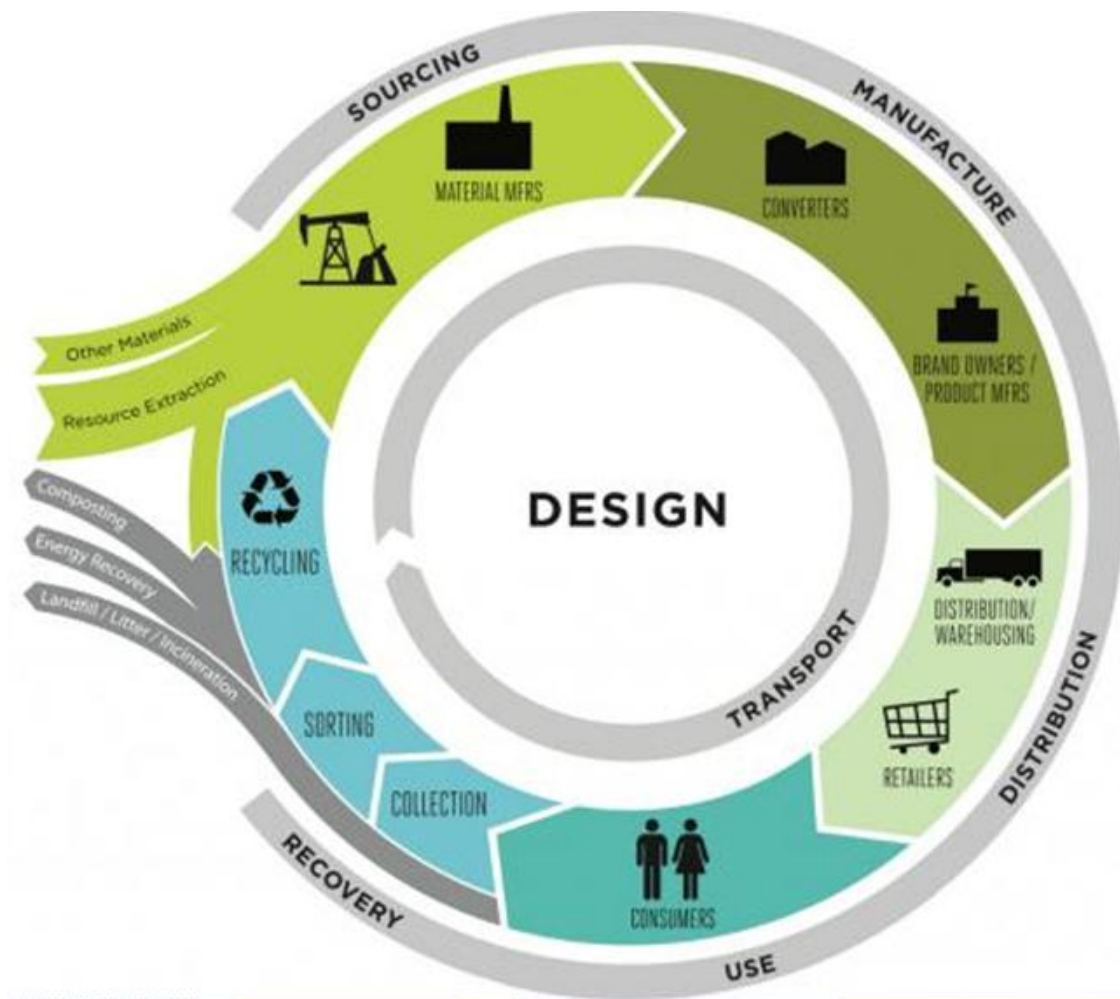 SOURCING
MANUFACTURE
MATERIAL MFRS
CONVERTERS
BRAND OWNERS /
PRODUCT MFRS
Other Materials
Resource Extraction
Composting
Energy Recovery
Landfill / Litter / Incineration
RECYCLING
DESIGN
TRANSPORT
DISTRIBUTION/
WAREHOUSING
DISTRIBUTION
RETAILERS
SORTING
COLLECTION
RECOVERY
CONSUMERS
USE